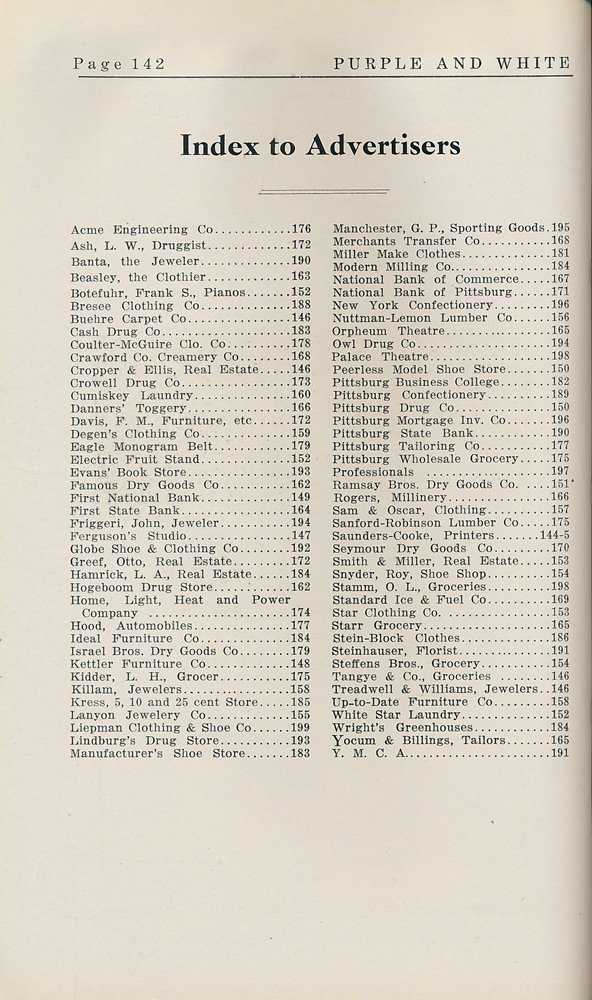 Page 142
PURPLE AND WHITE
Index to Advertisers
Acme Engineering Co............176
Ash, L. W., Druggist.............172
Banta, the Jeweler..............190
Beasley, the Clothier.............163
Botefuhr, Frank S., Pianos.......152
Bresee Clothing Co..............188
Buehre Carpet Co................146
Cash Drug Co....................183
Coulter-McGuire Clo. Co.........178
Crawford Co. Creamery Co........168
Cropper & Ellis, Real Estate.....146
Crowell Drug Co.................173
Cumiskey Laundry...............160
Danners' Toggery................166
Davis, F. M., Furniture, etc......172
Degen's Clothing Co.............159
Eagle Monogram Belt............179
Electric Fruit Stand..............152
Evans' Book Store................193
Famous Dry Goods Co...........162
First National Bank..............149
First State Bank.................164
Friggeri, John, Jeweler...........194
Ferguson's Studio................147
Globe Shoe & Clothing Co........192
Greef, Otto, Real Estate.........172
Hamrick, L. A., Real Estate......184
Hogeboom Drug Store............162
Home, Light, Heat and Power
Company ......................174
Hood, Automobiles...............177
Ideal Furniture Co..............184
Israel Bros. Dry Goods Co........179
Kettler Furniture Co.............148
Kidder, L. H., Grocer...........175
Killam, Jewelers.................158
Kress, 5, 10 and 25 cent Store....185
Lanyon Jewelery Co.............155
Liepman Clothing & Shoe Co......199
Lindburg's Drug Store...........193
Manufacturer's Shoe Store.......183
Manchester, G. P., Sporting Goods.195
Merchants Transfer Co...........168
Miller Make Clothes..............181
Modern Milling Co...............184
National Bank of Commerce.....167
National Bank of Pittsburg......171
New York Confectionery.........196
Nuttman-Lemon Lumber Co......156
Orpheum Theatre................165
Owl Drug Co.....................194
Palace Theatre...................198
Peerless Model Shoe Store.......150
Pittsburg Business College........182
Pittsburg Confectionery..........189
Pittsburg Drug Co...............150
Pittsburg Mortgage Inv. Co.......196
Pittsburg State Bank............190
Pittsburg Tailoring Co...........177
Pittsburg Wholesale Grocery.....175
Professionals ....................197
Ramsay Bros. Dry Goods Co. ....151
Rogers, Millinery................166
Sam & Oscar, Clothing..........157
Sanford-Robinson Lumber Co.....175
Saunders-Cooke, Printers.......144-5
Seymour Dry Goods Co.........170
Smith & Miller, Real Estate.....153
Snyder, Roy, Shoe Shop..........154
Stamm, O. L., Groceries..........198
Standard Ice & Fuel Co..........169
Star Clothing Co. ................153
Starr Grocery....................165
Stein-Block Clothes..............186
Steinhauser, Florist..............191
Steffens Bros., Grocery...........154
Tangye & Co., Groceries ........146
Treadwell & Williams, Jewelers..146
Up-to-Date Furniture Co.........158
White Star Laundry..............152
Wright's Greenhouses............184
Yocum & Billings, Tailors.......165
Y. M. C. A.....................191